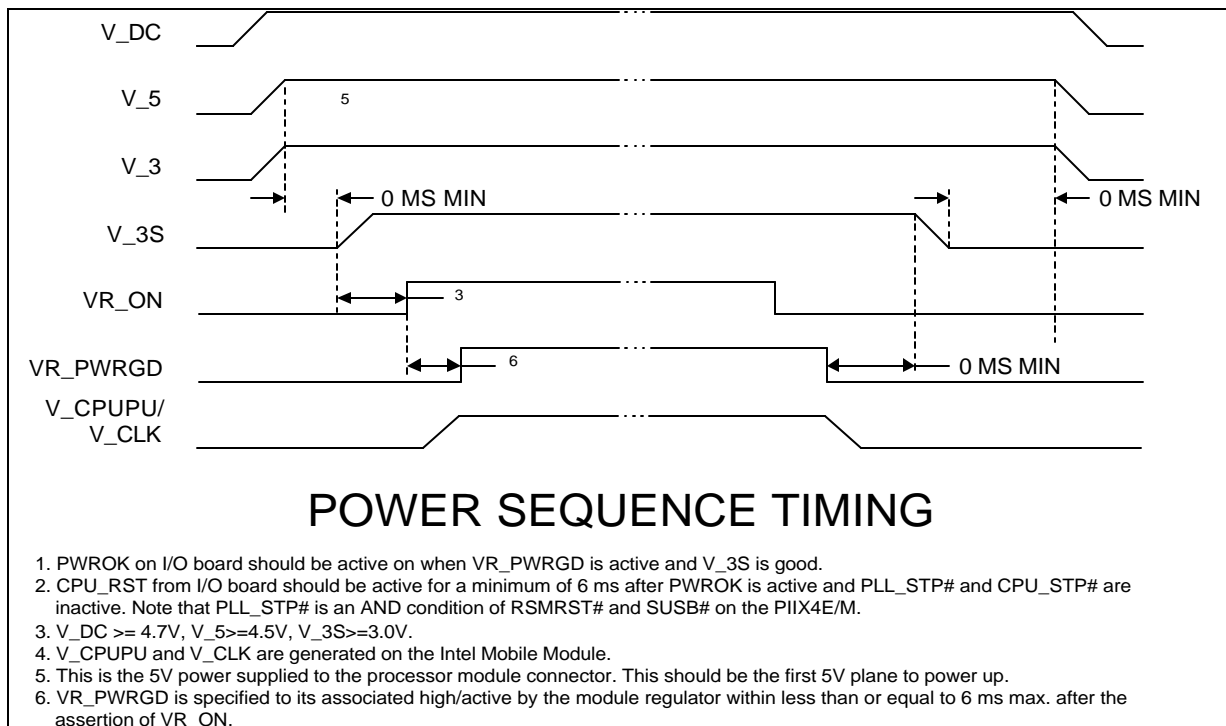 V_DC
V_5
5
V_3
0 MS MIN
0 MS MIN
V_3S
VR_ON
3
VR_PWRGD
6
0 MS MIN
V_CPUPU/
V_CLK
POWER SEQUENCE TIMING
1. PWROK on I/O board should be active on when VR_PWRGD is active and V_3S is good.
2. CPU_RST from I/O board should be active for a minimum of 6 ms after PWROK is active and PLL_STP# and CPU_STP# are
inactive. Note that PLL_STP# is an AND condition of RSMRST# and SUSB# on the PIIX4E/M.
3. V_DC >= 4.7V, V_5>=4.5V, V_3S>=3.0V.
4. V_CPUPU and V_CLK are generated on the Intel Mobile Module.
5. This is the 5V power supplied to the processor module connector. This should be the first 5V plane to power up.
6. VR_PWRGD is specified to its associated high/active by the module regulator within less than or equal to 6 ms max. after the
assertion of VR_ON.